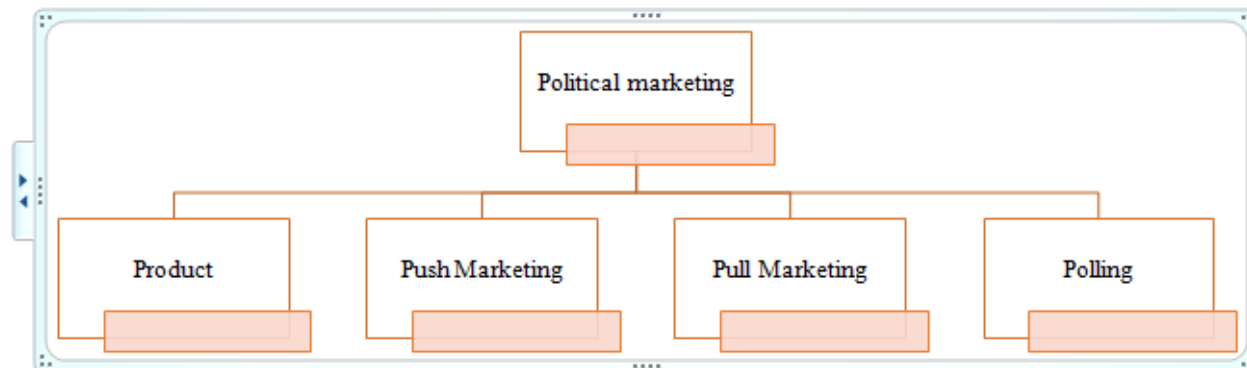 Political marketing
Product
Push Marketing
Pull Marketing
Polling